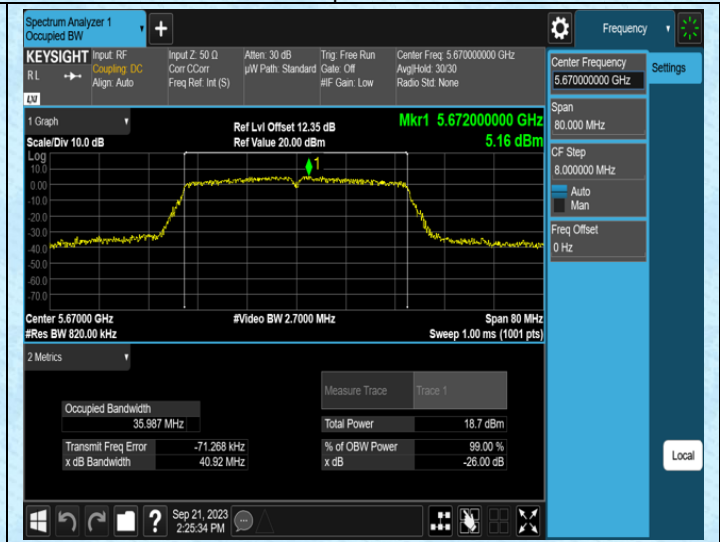 Spectrum Analyzer 1
Occupied BW
Frequency
KEYSIGHT
R L
LXI
Input: RF
Coupling: DC
Align: Auto
Input Z: 50 Ω
Corr CCorr
Freq Ref: Int (S)
Atten: 30 dB
µW Path: Standard
Trig: Free Run
Gate: Off
#IF Gain: Low
Center Freq: 5.670000000 GHz
Avg|Hold: 30/30
Radio Std: None
Center Frequency
5.670000000 GHz
Settings
Span
80.000 MHz
CF Step
8.000000 MHz
Auto
Man
Freq Offset
0 Hz
1 Graph
Scale/Div 10.0 dB
Ref Lvl Offset 12.35 dB
Ref Value 20.00 dBm
Mkr1 5.672000000 GHz
5.16 dBm
Log
10.0
0.00
-10.0
-20.0
-30.0
-40.0
-50.0
-60.0
-70.0
1
Center 5.67000 GHz
#Res BW 820.00 kHz
#Video BW 2.7000 MHz
Span 80 MHz
Sweep 1.00 ms (1001 pts)
2 Metrics
Measure Trace Trace 1
Occupied Bandwidth
35.987 MHz
Total Power 18.7 dBm
Transmit Freq Error -71.268 kHz
% of OBW Power 99.00 %
x dB Bandwidth 40.92 MHz
x dB -26.00 dB
Local
?
Sep 21, 2023
2:25:34 PM